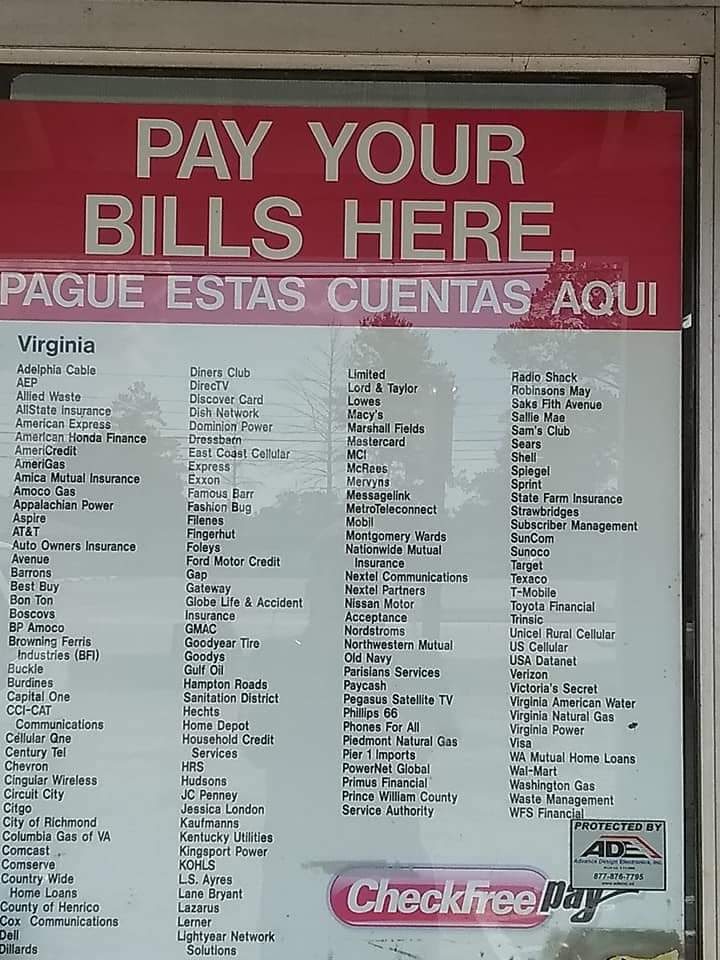 PAY YOUR
BILLS HERE.
PAGUE ESTAS CUENTAS AQUI
Virginia
Adelphia Cable
AEP
Allied Waste
AllState Insurance
American Express
American Honda Finance
AmeriCredit
AmeriGas
Amica Mutual Insurance
Amoco Gas
Appalachian Power
Aspire
AT&T
Auto Owners Insurance
Avenue
Barrons
Best Buy
Bon Ton
Boscovs
BP Amoco
Browning Ferris
Industries (BFI)
Buckle
Burdines
Capital One
CCI-CAT
Communications
Cellular One
Century Tel
Chevron
Cingular Wireless
Circuit City
Citgo
City of Richmond
Columbia Gas of VA
Comcast
Comserve
Country Wide
Home Loans
County of Henrico
Cox Communications
Dell
Dillards
Diners Club
DirecTV
Discover Card
Dish Network
Dominion Power
Dressbarn
East Coast Cellular
Express
Exxon
Famous Barr
Fashion Bug
Filenes
Fingerhut
Foleys
Ford Motor Credit
Gap
Gateway
Globe Life & Accident
Insurance
GMAC
Goodyear Tire
Goodys
Gulf Oil
Hampton Roads
Sanitation District
Hechts
Home Depot
Household Credit
Services
HRS
Hudsons
JC Penney
Jessica London
Kaufmanns
Kentucky Utilities
Kingsport Power
KOHLS
L.S. Ayres
Lane Bryant
Lazarus
Lerner
Lightyear Network
Solutions
Limited
Lord & Taylor
Lowes
Macy's
Marshall Fields
Mastercard
MCI
McRaes
Mervyns
Messagelink
MetroTeleconnect
Mobil
Montgomery Wards
Nationwide Mutual
Insurance
Nextel Communications
Nextel Partners
Nissan Motor
Acceptance
Nordstroms
Northwestern Mutual
Old Navy
Parisians Services
Paycash
Pegasus Satellite TV
Phillips 66
Phones For All
Piedmont Natural Gas
Pier 1 Imports
PowerNet Global
Primus Financial
Prince William County
Service Authority
Radio Shack
Robinsons May
Saks Fith Avenue
Sallie Mae
Sam's Club
Sears
Shell
Spiegel
Sprint
State Farm Insurance
Strawbridges
Subscriber Management
SunCom
Sunoco
Target
Texaco
T-Mobile
Toyota Financial
Trinsic
Unicel Rural Cellular
US Cellular
USA Datanet
Verizon
Victoria's Secret
Virginia American Water
Virginia Natural Gas
Virginia Power
Visa
WA Mutual Home Loans
Wal-Mart
Washington Gas
Waste Management
WFS Financial
PROTECTED BY
ADE
Advance Design Electronics, Inc.
877-876-7795
CheckFree pay